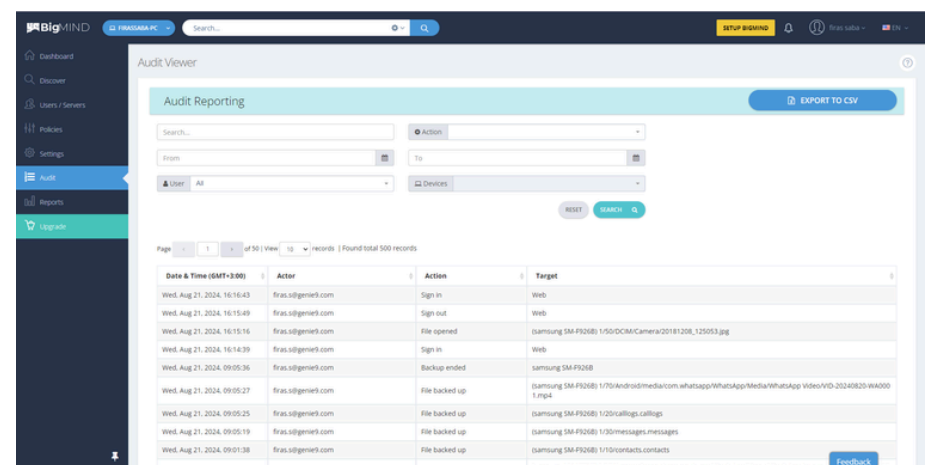 BigMIND FIRASSABA-PC Search... SETUP BIGMIND firas saba EN
Dashboard
Discover
Users / Servers
Policies
Settings
Audit
Reports
Upgrade
Audit Viewer
Audit Reporting EXPORT TO CSV
Search... Action
From To
User All Devices
RESET SEARCH
Page 1 of 50 | View 10 records | Found total 500 records
Date & Time (GMT+3:00) Actor Action Target
Wed, Aug 21, 2024, 16:16:43 firas.s@genie9.com Sign in Web
Wed, Aug 21, 2024, 16:15:49 firas.s@genie9.com Sign out Web
Wed, Aug 21, 2024, 16:15:16 firas.s@genie9.com File opened (samsung SM-F926B) 1/50/DCIM/Camera/20181208_125053.jpg
Wed, Aug 21, 2024, 16:14:39 firas.s@genie9.com Sign in Web
Wed, Aug 21, 2024, 09:05:36 firas.s@genie9.com Backup ended samsung SM-F926B
Wed, Aug 21, 2024, 09:05:27 firas.s@genie9.com File backed up (samsung SM-F926B) 1/70/Android/media/com.whatsapp/WhatsApp/Media/WhatsApp Video/VID-20240820-WA000
1.mp4
Wed, Aug 21, 2024, 09:05:25 firas.s@genie9.com File backed up (samsung SM-F926B) 1/20/calllogs.calllogs
Wed, Aug 21, 2024, 09:05:19 firas.s@genie9.com File backed up (samsung SM-F926B) 1/30/messages.messages
Wed, Aug 21, 2024, 09:01:38 firas.s@genie9.com File backed up (samsung SM-F926B) 1/10/contacts.contacts
Feedback